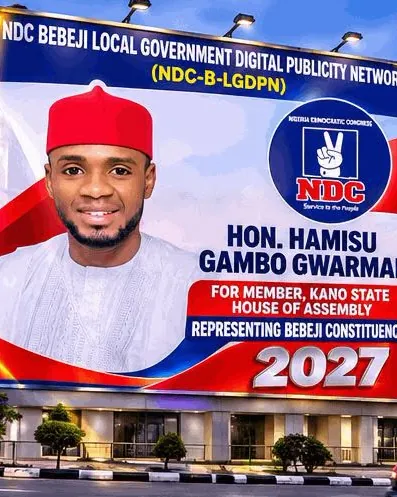 NDC BEBEJI LOCAL GOVERNMENT DIGITAL PUBLICITY NETWOR
(NDC-B-LGDPN)
NIGERIA DEMOCRATIC CONGRESS
NDC
Service to the People
HON. HAMISU
GAMBO GWARMA
FOR MEMBER, KANO STATE
HOUSE OF ASSEMBLY
REPRESENTING BEBEJI CONSTITUENC
2027